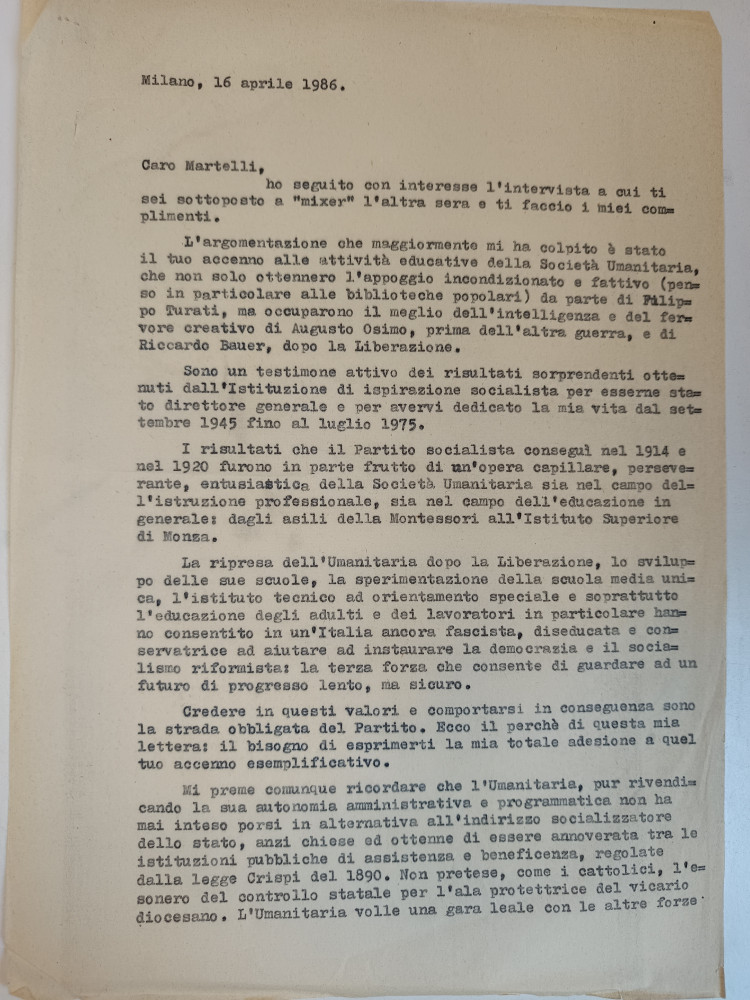 Milano, 16 aprile 1986.
Caro Martelli,
ho seguito con interesse l'intervista a cui ti
sei sottoposto a "mixer" l'altra sera e ti faccio i miei com=
plimenti.
L'argomentazione che maggiormente mi ha colpito è stato
il tuo accenno alle attività educative della Società Umanitaria,
che non solo ottennero l'appoggio incondizionato e fattivo (pen=
so in particolare alle biblioteche popolari) da parte di Filip=
po Turati, ma occuparono il meglio dell'intelligenza e del fer=
vore creativo di Augusto Osimo, prima dell'altra guerra, e di
Riccardo Bauer, dopo la Liberazione.
Sono un testimone attivo dei risultati sorprendenti otte=
nuti dall'Istituzione di ispirazione socialista per esserne sta=
to direttore generale e per avervi dedicato la mia vita dal set=
tembre 1945 fino al luglio 1975.
I risultati che il Partito socialista conseguì nel 1914 e
nel 1920 furono in parte frutto di un'opera capillare, perseve=
rante, entusiastica della Società Umanitaria sia nel campo del=
l'istruzione professionale, sia nel campo dell'educazione in
generale: dagli asili della Montessori all'Istituto Superiore
di Monza.
La ripresa dell'Umanitaria dopo la Liberazione, lo svilup=
po delle sue scuole, la sperimentazione della scuola media uni=
ca, l'istituto tecnico ad orientamento speciale e soprattutto
l'educazione degli adulti e dei lavoratori in particolare han=
no consentito in un'Italia ancora fascista, diseducata e con=
servatrice ad aiutare ad instaurare la democrazia e il socia=
lismo riformista: la terza forza che consente di guardare ad un
futuro di progresso lento, ma sicuro.
Credere in questi valori e comportarsi in conseguenza sono
la strada obbligata del Partito. Ecco il perchè di questa mia
lettera: il bisogno di esprimerti la mia totale adesione a quel
tuo accenno esemplificativo.
Mi preme comunque ricordare che l'Umanitaria, pur rivendi=
cando la sua autonomia amministrativa e programmatica non ha
mai inteso porsi in alternativa all'indirizzo socializzatore
dello stato, anzi chiese ed ottenne di essere annoverata tra le
istituzioni pubbliche di assistenza e beneficenza, regolate
dalla legge Crispi del 1890. Non pretese, come i cattolici, l'e=
sonero del controllo statale per l'ala protettrice del vicario
diocesano. L'Umanitaria volle una gara leale con le altre forze